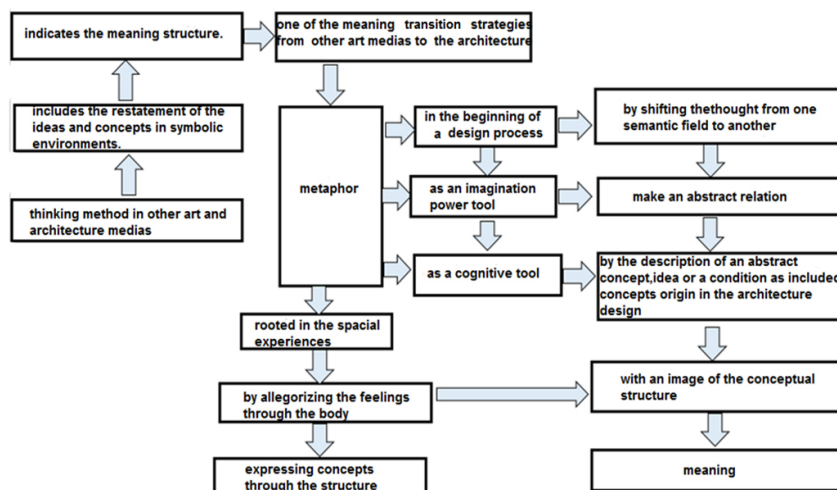 indicates the meaning structure.
one of the meaning transition strategies
from other art medias to the architecture
includes the restatement of the
ideas and concepts in symbolic
environments.
thinking method in other art and
architecture medias
metaphor
in the beginning of
a design process
by shifting thethought from one
semantic field to another
as an imagination
power tool
make an abstract relation
as a cognitive tool
by the description of an abstract
concept,idea or a condition as included
concepts origin in the architecture
design
rooted in the spacial
experiences
by allegorizing the feelings
through the body
with an image of the conceptual
structure
expressing concepts
through the structure
meaning